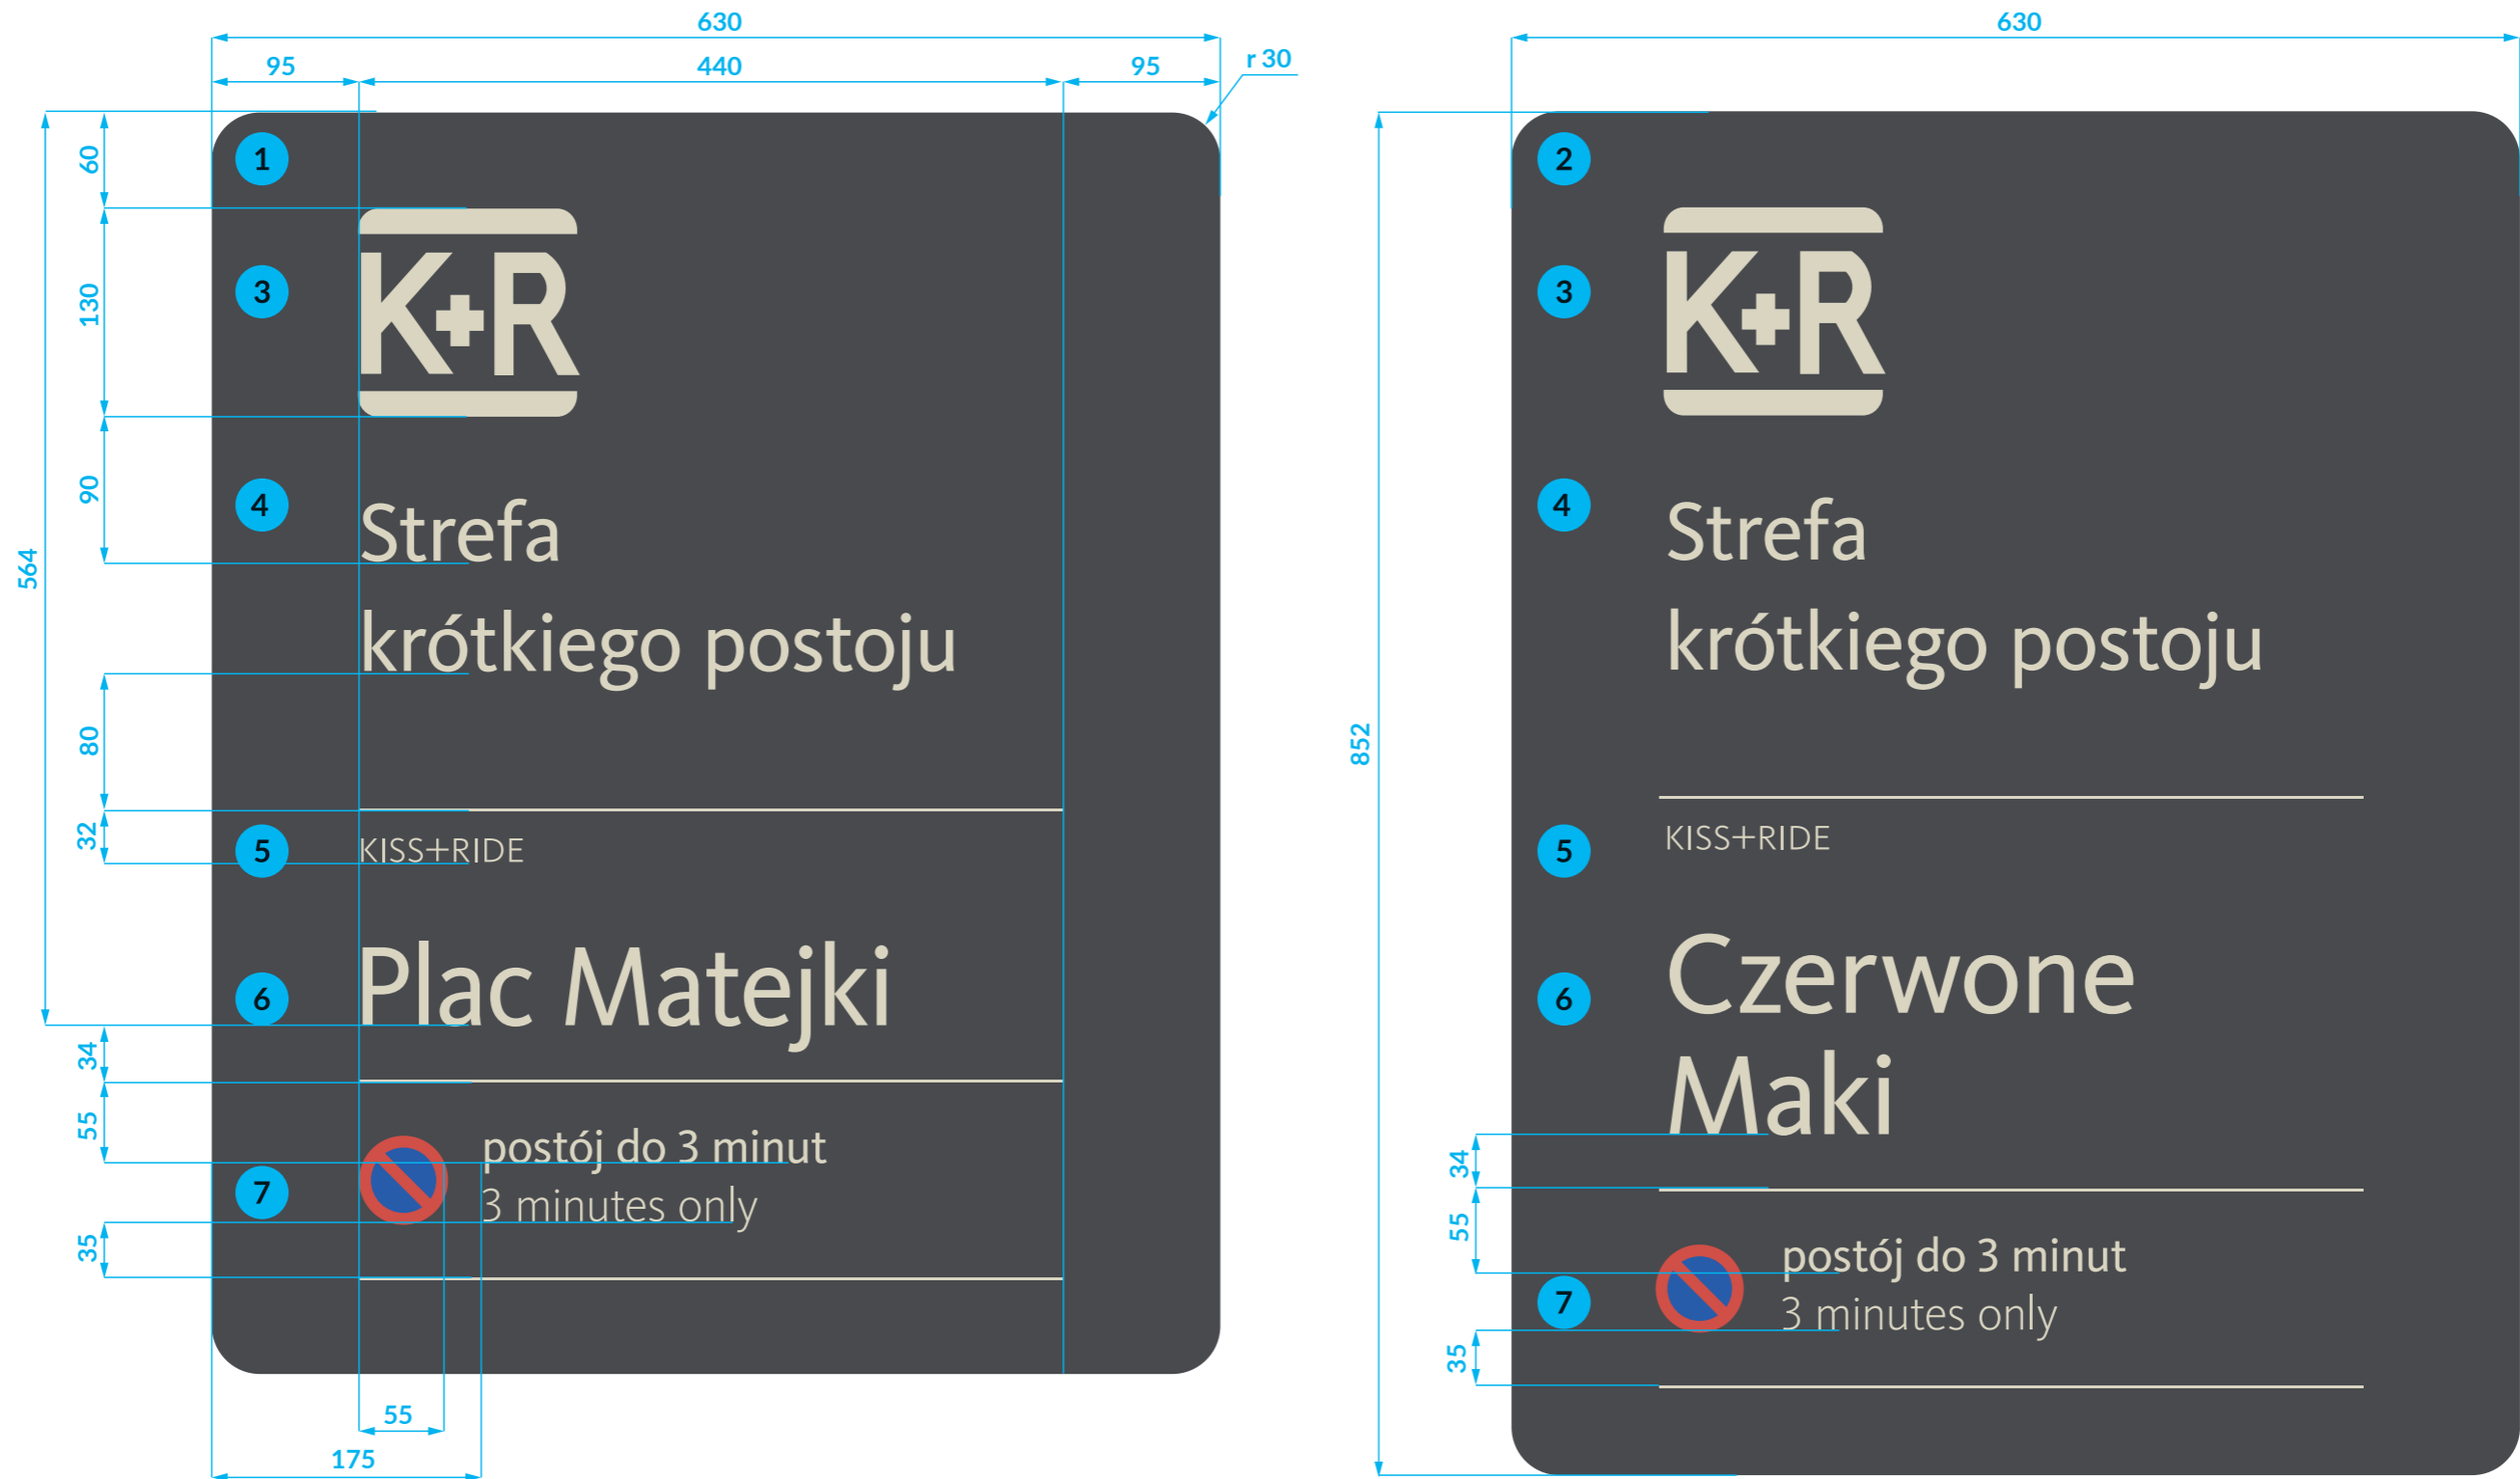 630
95
440
95
r 30
564
60
130
90
80
32
34
55
35
1
3
4
5
6
7
K+R
Strefa
krótkiego postoju
KISS+RIDE
Plac Matejki
postój do 3 minut
3 minutes only
55
175
630
852
34
55
35
2
3
4
5
6
7
K+R
Strefa
krótkiego postoju
KISS+RIDE
Czerwone
Maki
postój do 3 minut
3 minutes only